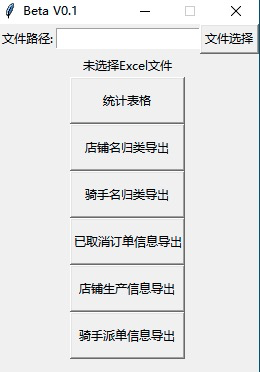 Beta V0.1
文件路径: 文件选择
未选择Excel文件
统计表格
店铺名归类导出
骑手名归类导出
已取消订单信息导出
店铺生产信息导出
骑手派单信息导出